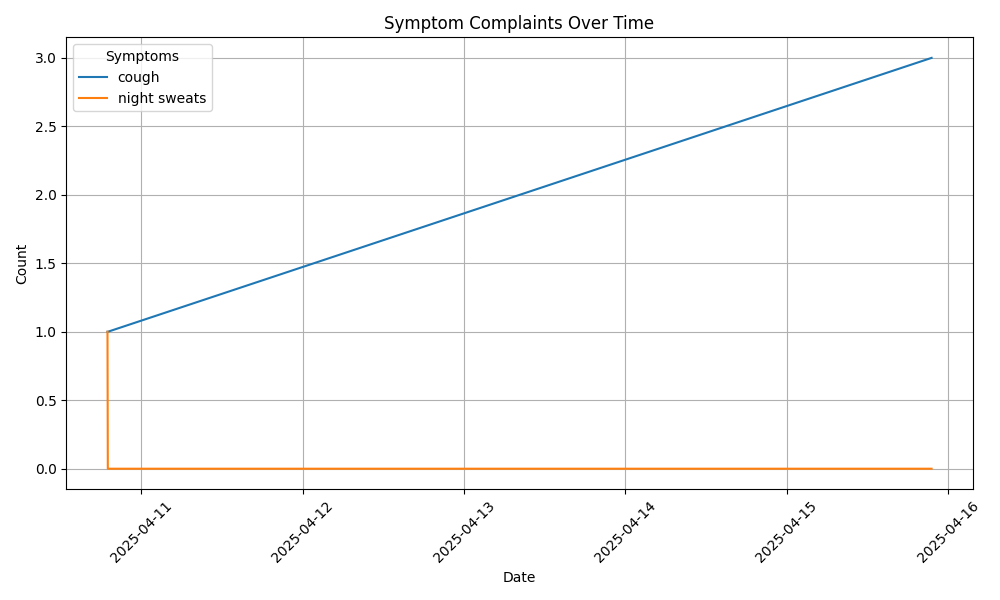 Symptom Complaints Over Time
Symptoms
cough
night sweats
Count
3.0
2.5
2.0
1.5
1.0
0.5
0.0
2025-04-11
2025-04-12
2025-04-13
2025-04-14
2025-04-15
2025-04-16
Date